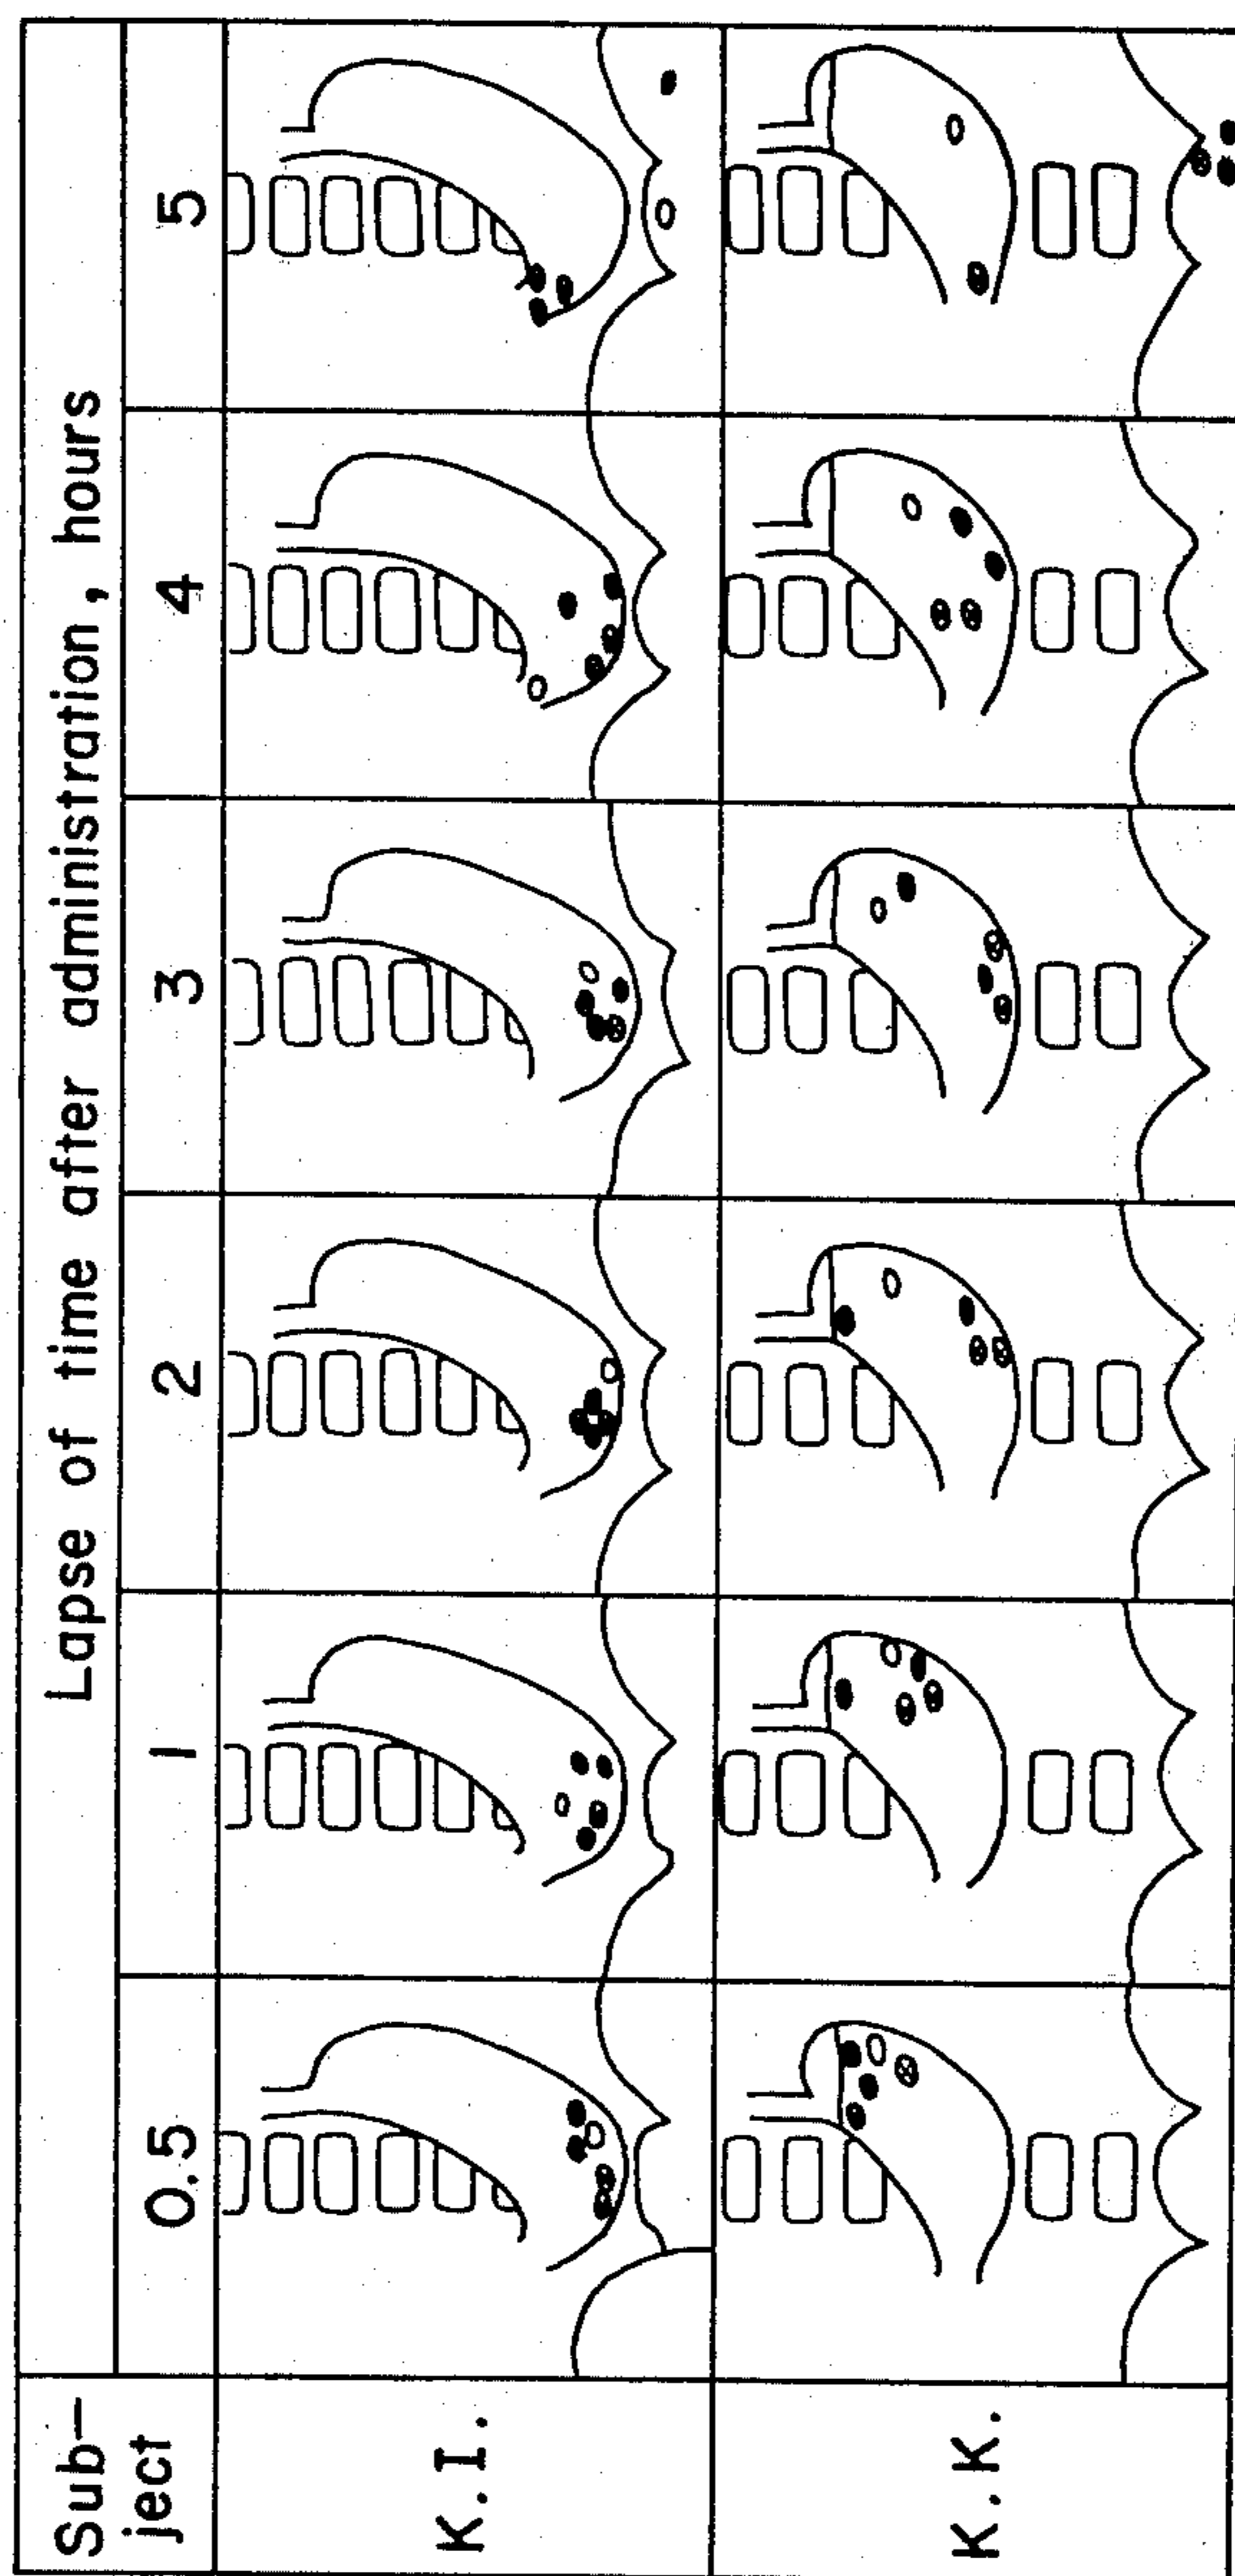 Sub-
ject
Lapse of time after administration, hours
0.5 1 2 3 4 5
K.I.
K.K.